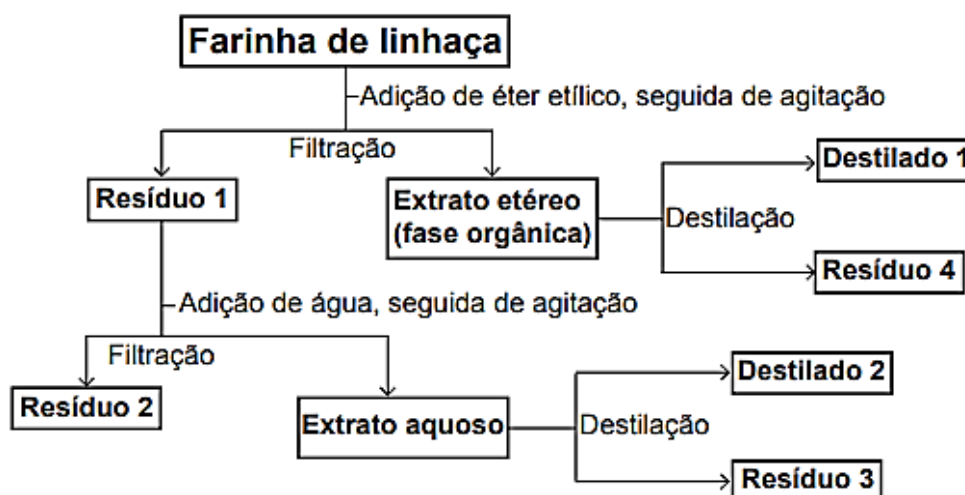 Farinha de linhaça
Adição de éter etílico, seguida de agitação
Filtração
Destilado 1
Resíduo 1
Extrato etéreo
(fase orgânica)
Destilação
Resíduo 4
Adição de água, seguida de agitação
Filtração
Destilado 2
Resíduo 2
Extrato aquoso
Destilação
Resíduo 3